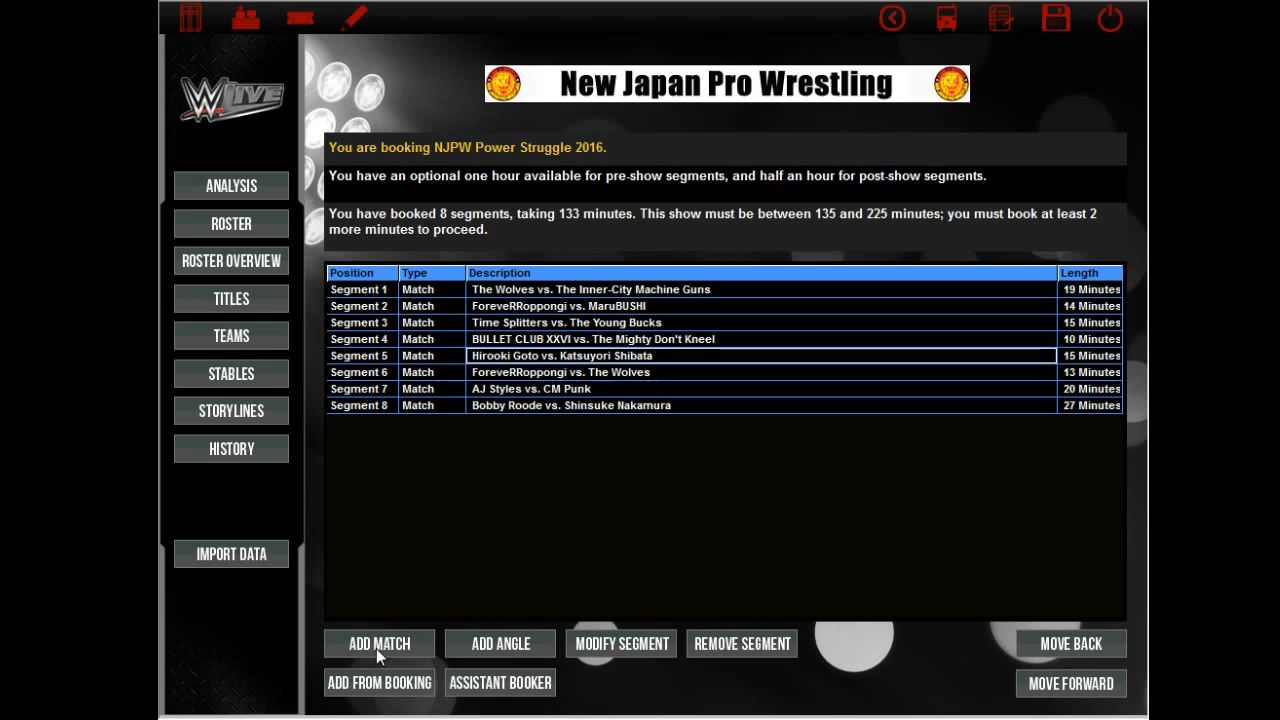 WLIVE
New Japan Pro Wrestling
You are booking NJPW Power Struggle 2016.
You have an optional one hour available for pre-show segments, and half an hour for post-show segments.
You have booked 8 segments, taking 133 minutes. This show must be between 135 and 225 minutes; you must book at least 2
more minutes to proceed.
ANALYSIS
ROSTER
ROSTER OVERVIEW
TITLES
TEAMS
STABLES
STORYLINES
HISTORY
IMPORT DATA
Position Type Description Length
Segment 1 Match The Wolves vs. The Inner-City Machine Guns 19 Minutes
Segment 2 Match ForeveRRoppongi vs. MaruBUSHI 14 Minutes
Segment 3 Match Time Splitters vs. The Young Bucks 15 Minutes
Segment 4 Match BULLET CLUB XXVI vs. The Mighty Don't Kneel 10 Minutes
Segment 5 Match Hirooki Goto vs. Katsuyori Shibata 15 Minutes
Segment 6 Match ForeveRRoppongi vs. The Wolves 13 Minutes
Segment 7 Match AJ Styles vs. CM Punk 20 Minutes
Segment 8 Match Bobby Roode vs. Shinsuke Nakamura 27 Minutes
ADD MATCH ADD ANGLE MODIFY SEGMENT REMOVE SEGMENT MOVE BACK
ADD FROM BOOKING ASSISTANT BOOKER MOVE FORWARD